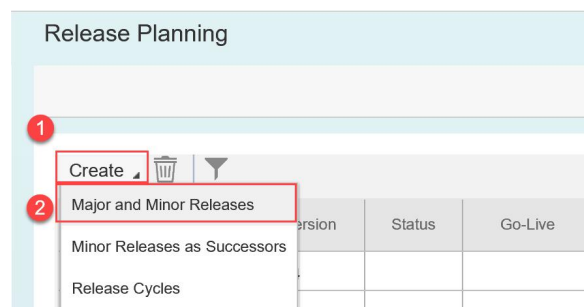 Release Planning
1
Create
2
Major and Minor Releases
ersion Status Go-Live
Minor Releases as Successors
Release Cycles